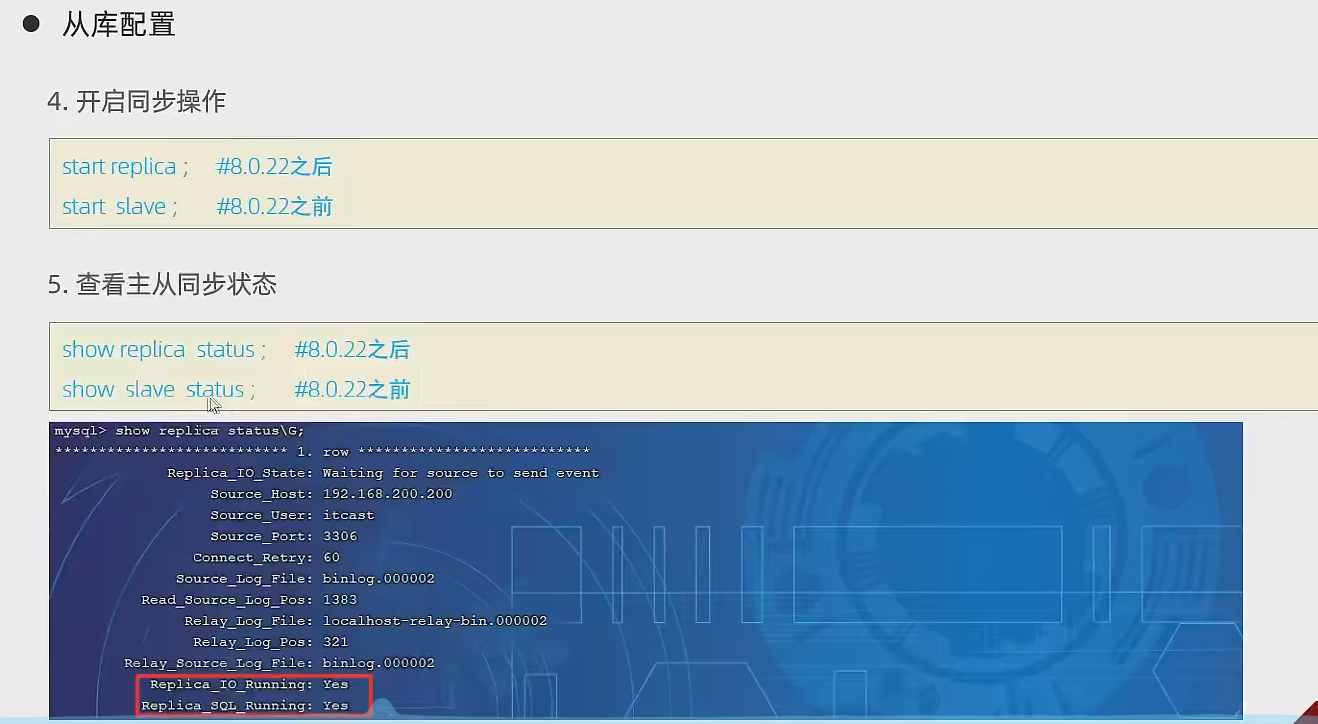 ● 从库配置
4. 开启同步操作
start replica ; #8.0.22之后
start slave ; #8.0.22之前
5. 查看主从同步状态
show replica status ; #8.0.22之后
show slave status ; #8.0.22之前
mysql> show replica status\G;
*************************** 1. row ***************************
Replica_IO_State: Waiting for source to send event
Source_Host: 192.168.200.200
Source_User: itcast
Source_Port: 3306
Connect_Retry: 60
Source_Log_File: binlog.000002
Read_Source_Log_Pos: 1383
Relay_Log_File: localhost-relay-bin.000002
Relay_Log_Pos: 321
Relay_Source_Log_File: binlog.000002
Replica_IO_Running: Yes
Replica_SQL_Running: Yes